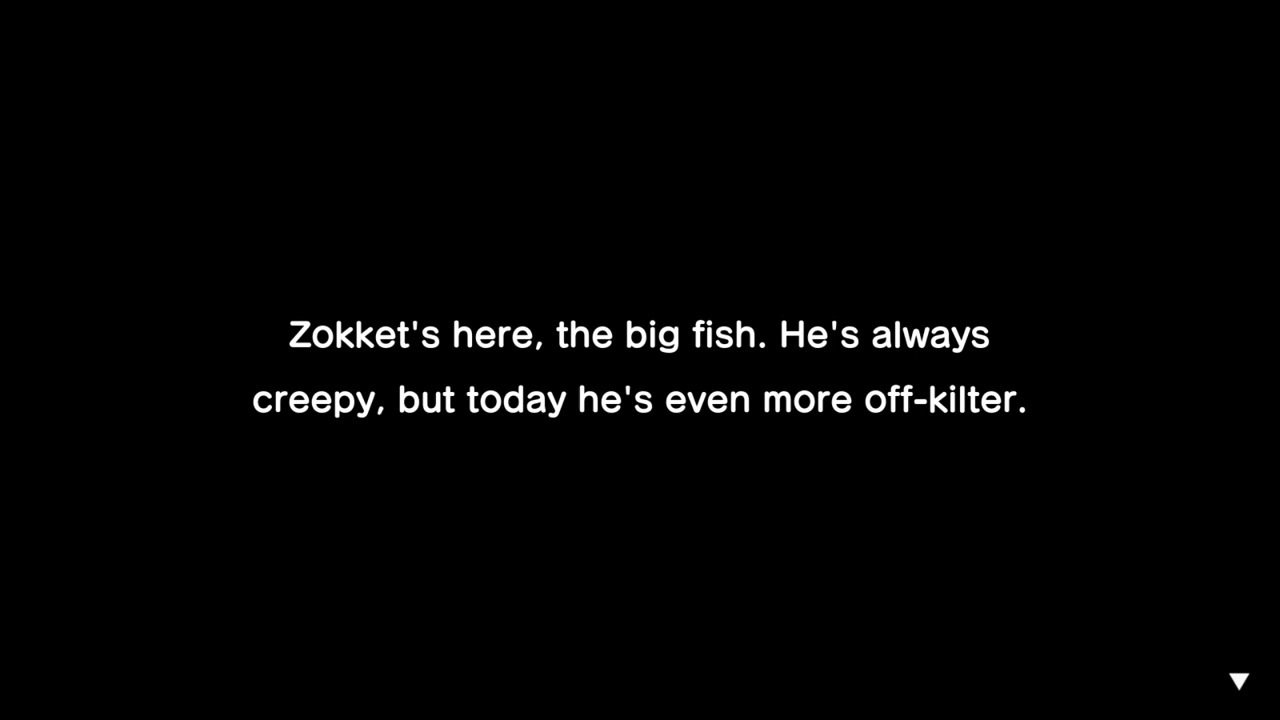 Zokket's here, the big fish. He's always
creepy, but today he's even more off-kilter.